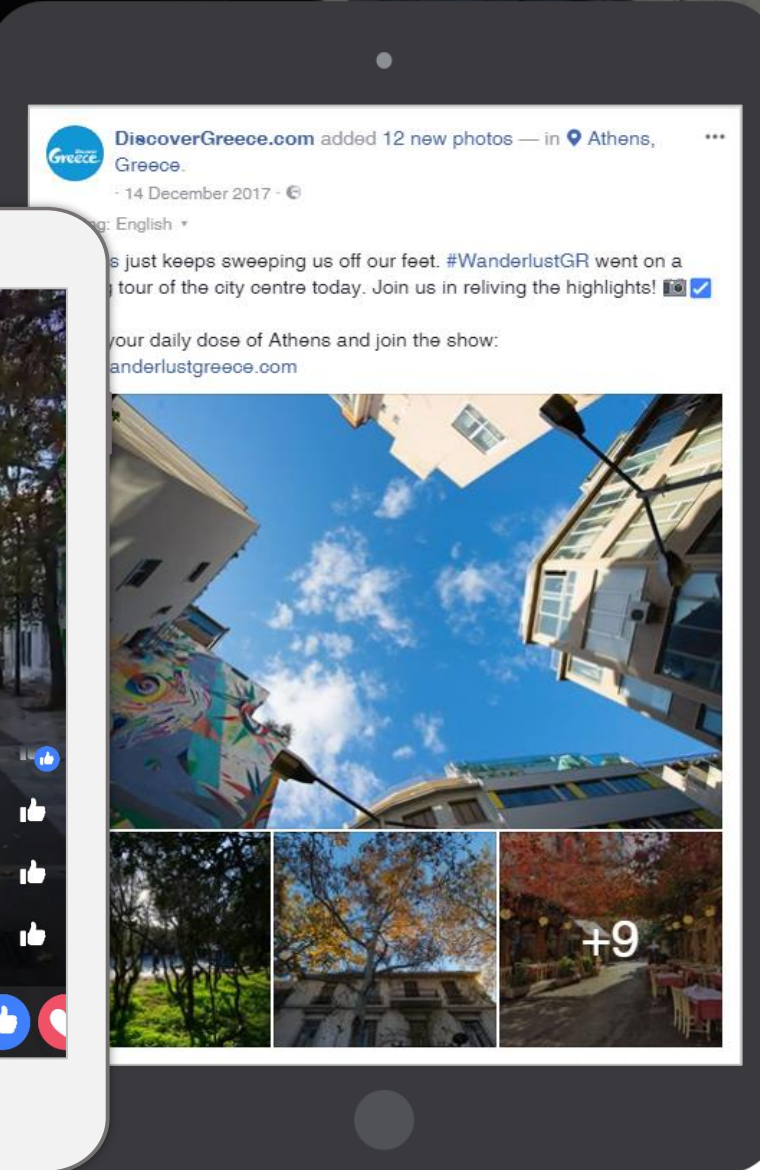 Discover
Greece
DiscoverGreece.com added 12 new photos — in Athens,
Greece.
· 14 December 2017 ·
English
just keeps sweeping us off our feet. #WanderlustGR went on a
tour of the city centre today. Join us in reliving the highlights!
your daily dose of Athens and join the show:
anderlustgreece.com
+9